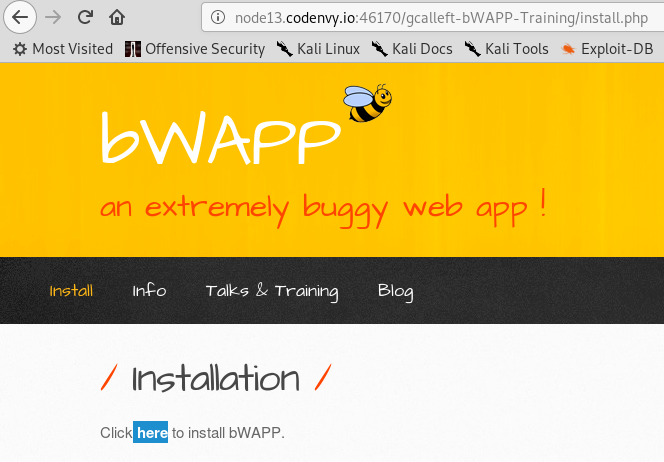 node13.codenvy.io:46170/gcalleft-bWAPP-Training/install.php
Most Visited Offensive Security Kali Linux Kali Docs Kali Tools Exploit-DB
bWAPP
an extremely buggy web app !
Install Info Talks & Training Blog
/ Installation /
Click here to install bWAPP.